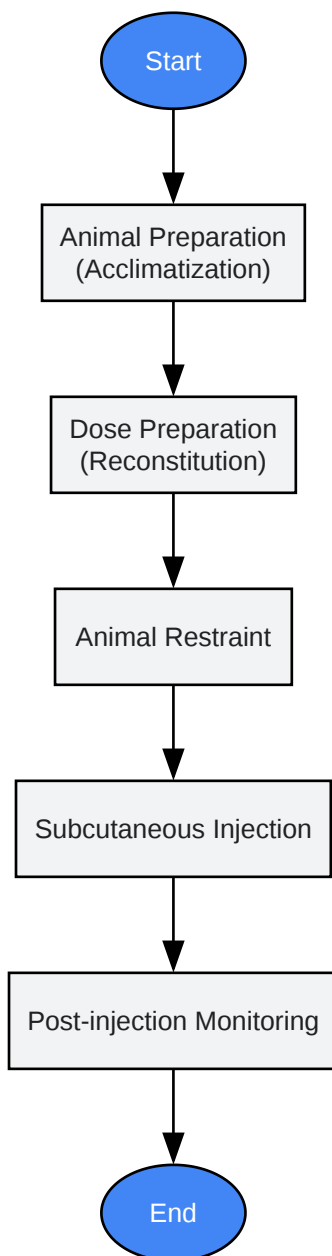 Start
Animal Preparation
(Acclimatization)
Dose Preparation
(Reconstitution)
Animal Restraint
Subcutaneous Injection
Post-injection Monitoring
End